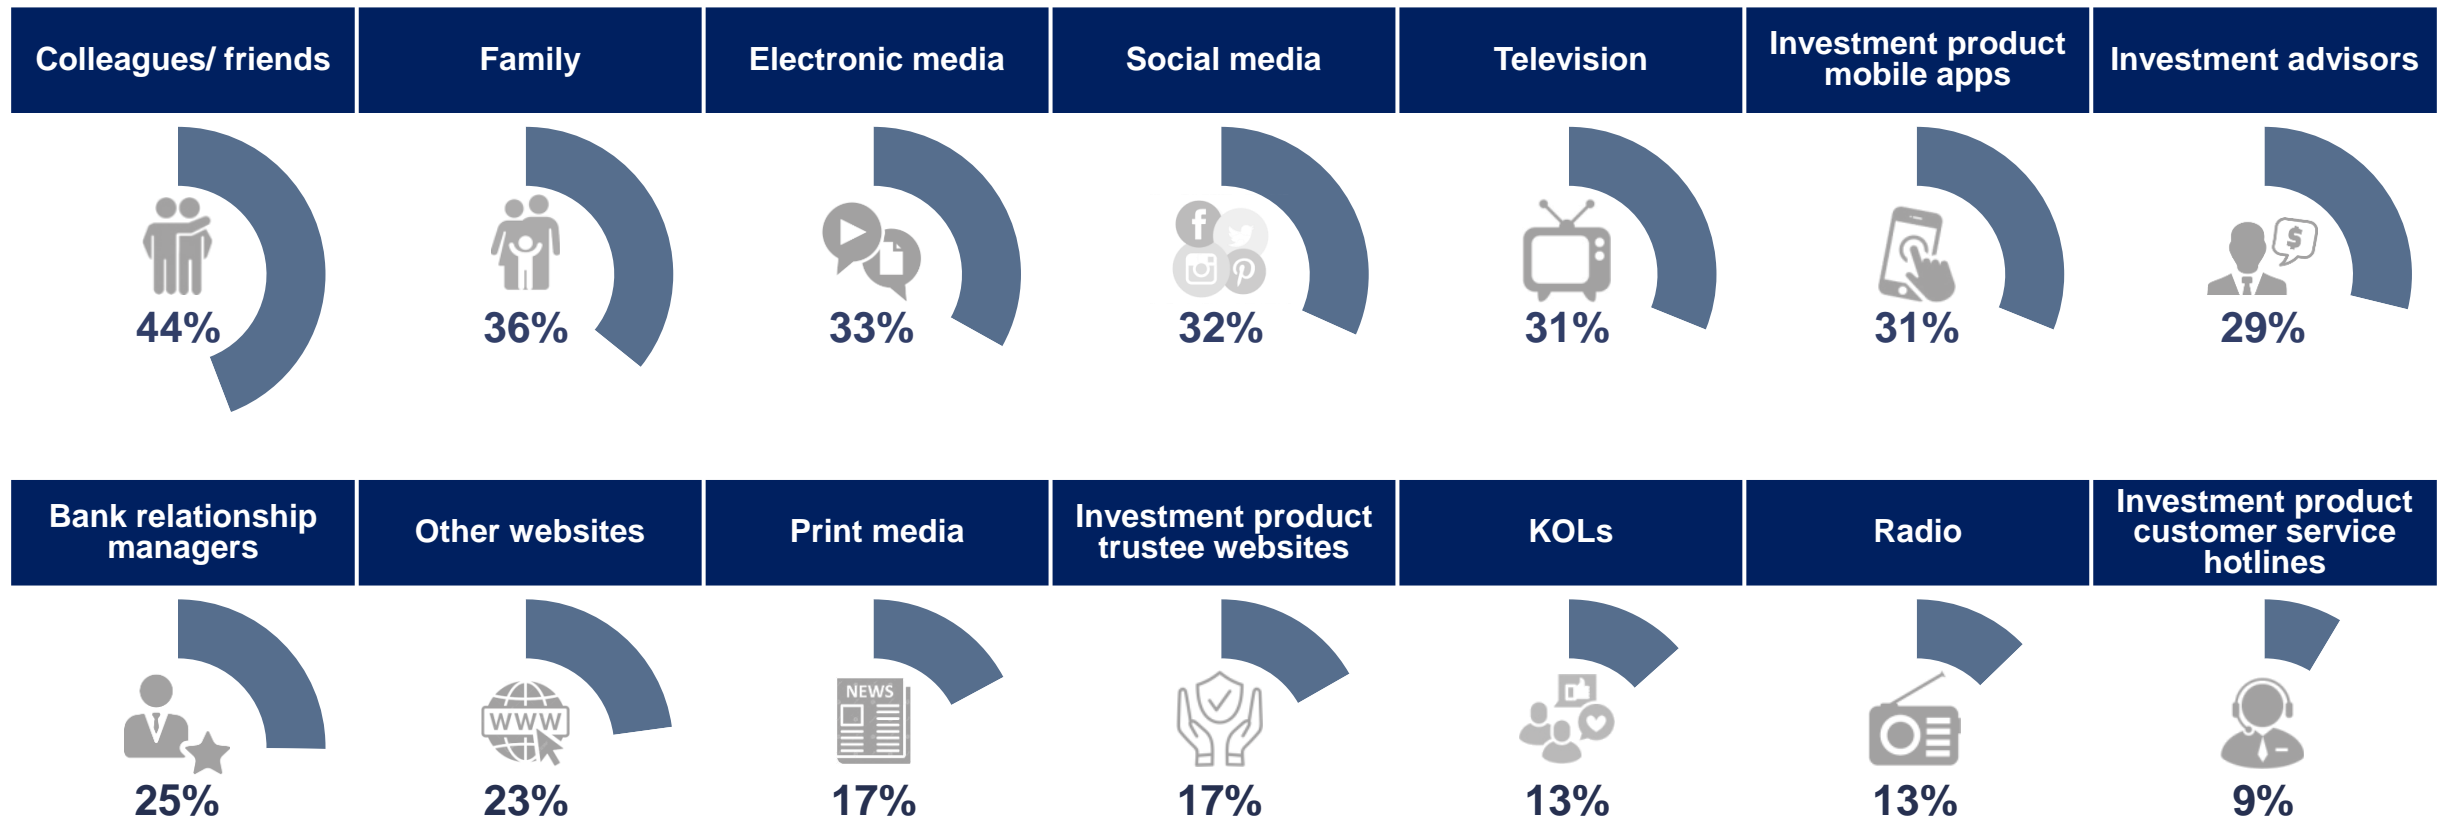 Colleagues/ friends
Family
Electronic media
Social media
Television
Investment product
mobile apps
Investment advisors
f
$
44%
36%
33%
32%
31%
31%
29%
Bank relationship
managers
Other websites
Print media
Investment product
trustee websites
KOLs
Radio
Investment product
customer service
hotlines
WWW
NEWS
25%
23%
17%
17%
13%
13%
9%